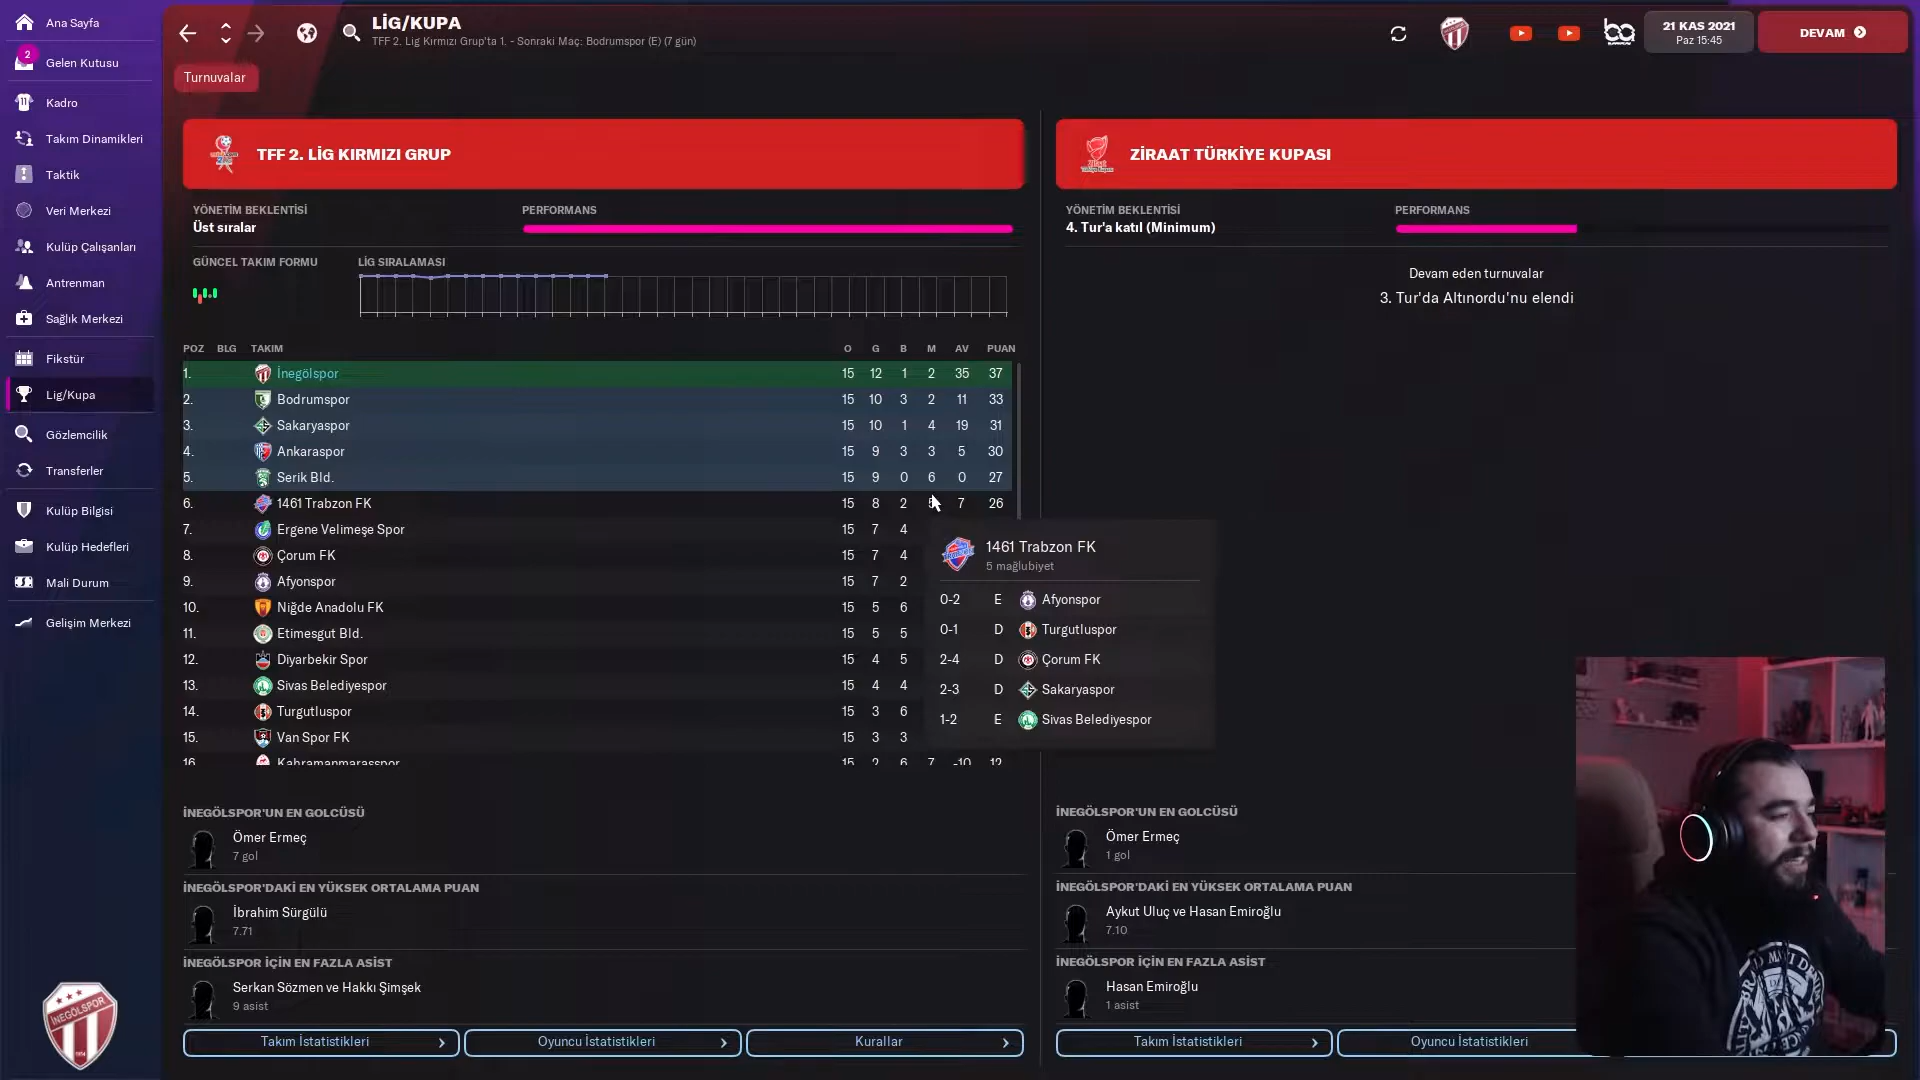 Ana Sayfa
2
Gelen Kutusu
Kadro
Takım Dinamikleri
Taktik
Veri Merkezi
Kulüp Çalışanları
Antrenman
Sağlık Merkezi
Fikstür
Lig/Kupa
Gözlemcilik
Transferler
Kulüp Bilgisi
Kulüp Hedefleri
Mali Durum
Gelişim Merkezi
İNEGÖLSPOR
LİG/KUPA
TFF 2. Lig Kırmızı Grup'ta 1. - Sonraki Maç: Bodrumspor (E) (7 gün)
21 KAS 2021
Paz 15:45
DEVAM
Turnuvalar
TFF 2. LİG KIRMIZI GRUP
YÖNETİM BEKLENTİSİ PERFORMANS
Üst sıralar
GÜNCEL TAKIM FORMU LİG SIRALAMASI
POZ BLG TAKIM O G B M AV PUAN
1. İnegölspor 15 12 1 2 35 37
2. Bodrumspor 15 10 3 2 11 33
3. Sakaryaspor 15 10 1 4 19 31
4. Ankaraspor 15 9 3 3 5 30
5. Serik Bld. 15 9 0 6 0 27
6. 1461 Trabzon FK 15 8 2 5 7 26
7. Ergene Velimeşe Spor 15 7 4
8. Çorum FK 15 7 4
9. Afyonspor 15 7 2
10. Niğde Anadolu FK 15 5 6
11. Etimesgut Bld. 15 5 5
12. Diyarbekir Spor 15 4 5
13. Sivas Belediyespor 15 4 4
14. Turgutluspor 15 3 6
15. Van Spor FK 15 3 3
16. Kahramanmaraşspor 15 2 6 7 -10 12
1461 Trabzon FK
5 mağlubiyet
0-2 E Afyonspor
0-1 D Turgutluspor
2-4 D Çorum FK
2-3 D Sakaryaspor
1-2 E Sivas Belediyespor
İNEGÖLSPOR'UN EN GOLCÜSÜ
Ömer Ermeç
7 gol
İNEGÖLSPOR'DAKİ EN YÜKSEK ORTALAMA PUAN
İbrahim Sürgülü
7.71
İNEGÖLSPOR İÇİN EN FAZLA ASİST
Serkan Sözmen ve Hakkı Şimşek
9 asist
Takım İstatistikleri
Oyuncu İstatistikleri
Kurallar
ZİRAAT TÜRKİYE KUPASI
YÖNETİM BEKLENTİSİ PERFORMANS
4. Tur'a katıl (Minimum)
Devam eden turnuvalar
3. Tur'da Altınordu'nu elendi
İNEGÖLSPOR'UN EN GOLCÜSÜ
Ömer Ermeç
1 gol
İNEGÖLSPOR'DAKİ EN YÜKSEK ORTALAMA PUAN
Aykut Uluç ve Hasan Emiroğlu
7.10
İNEGÖLSPOR İÇİN EN FAZLA ASİST
Hasan Emiroğlu
1 asist
Takım İstatistikleri
Oyuncu İstatistikleri